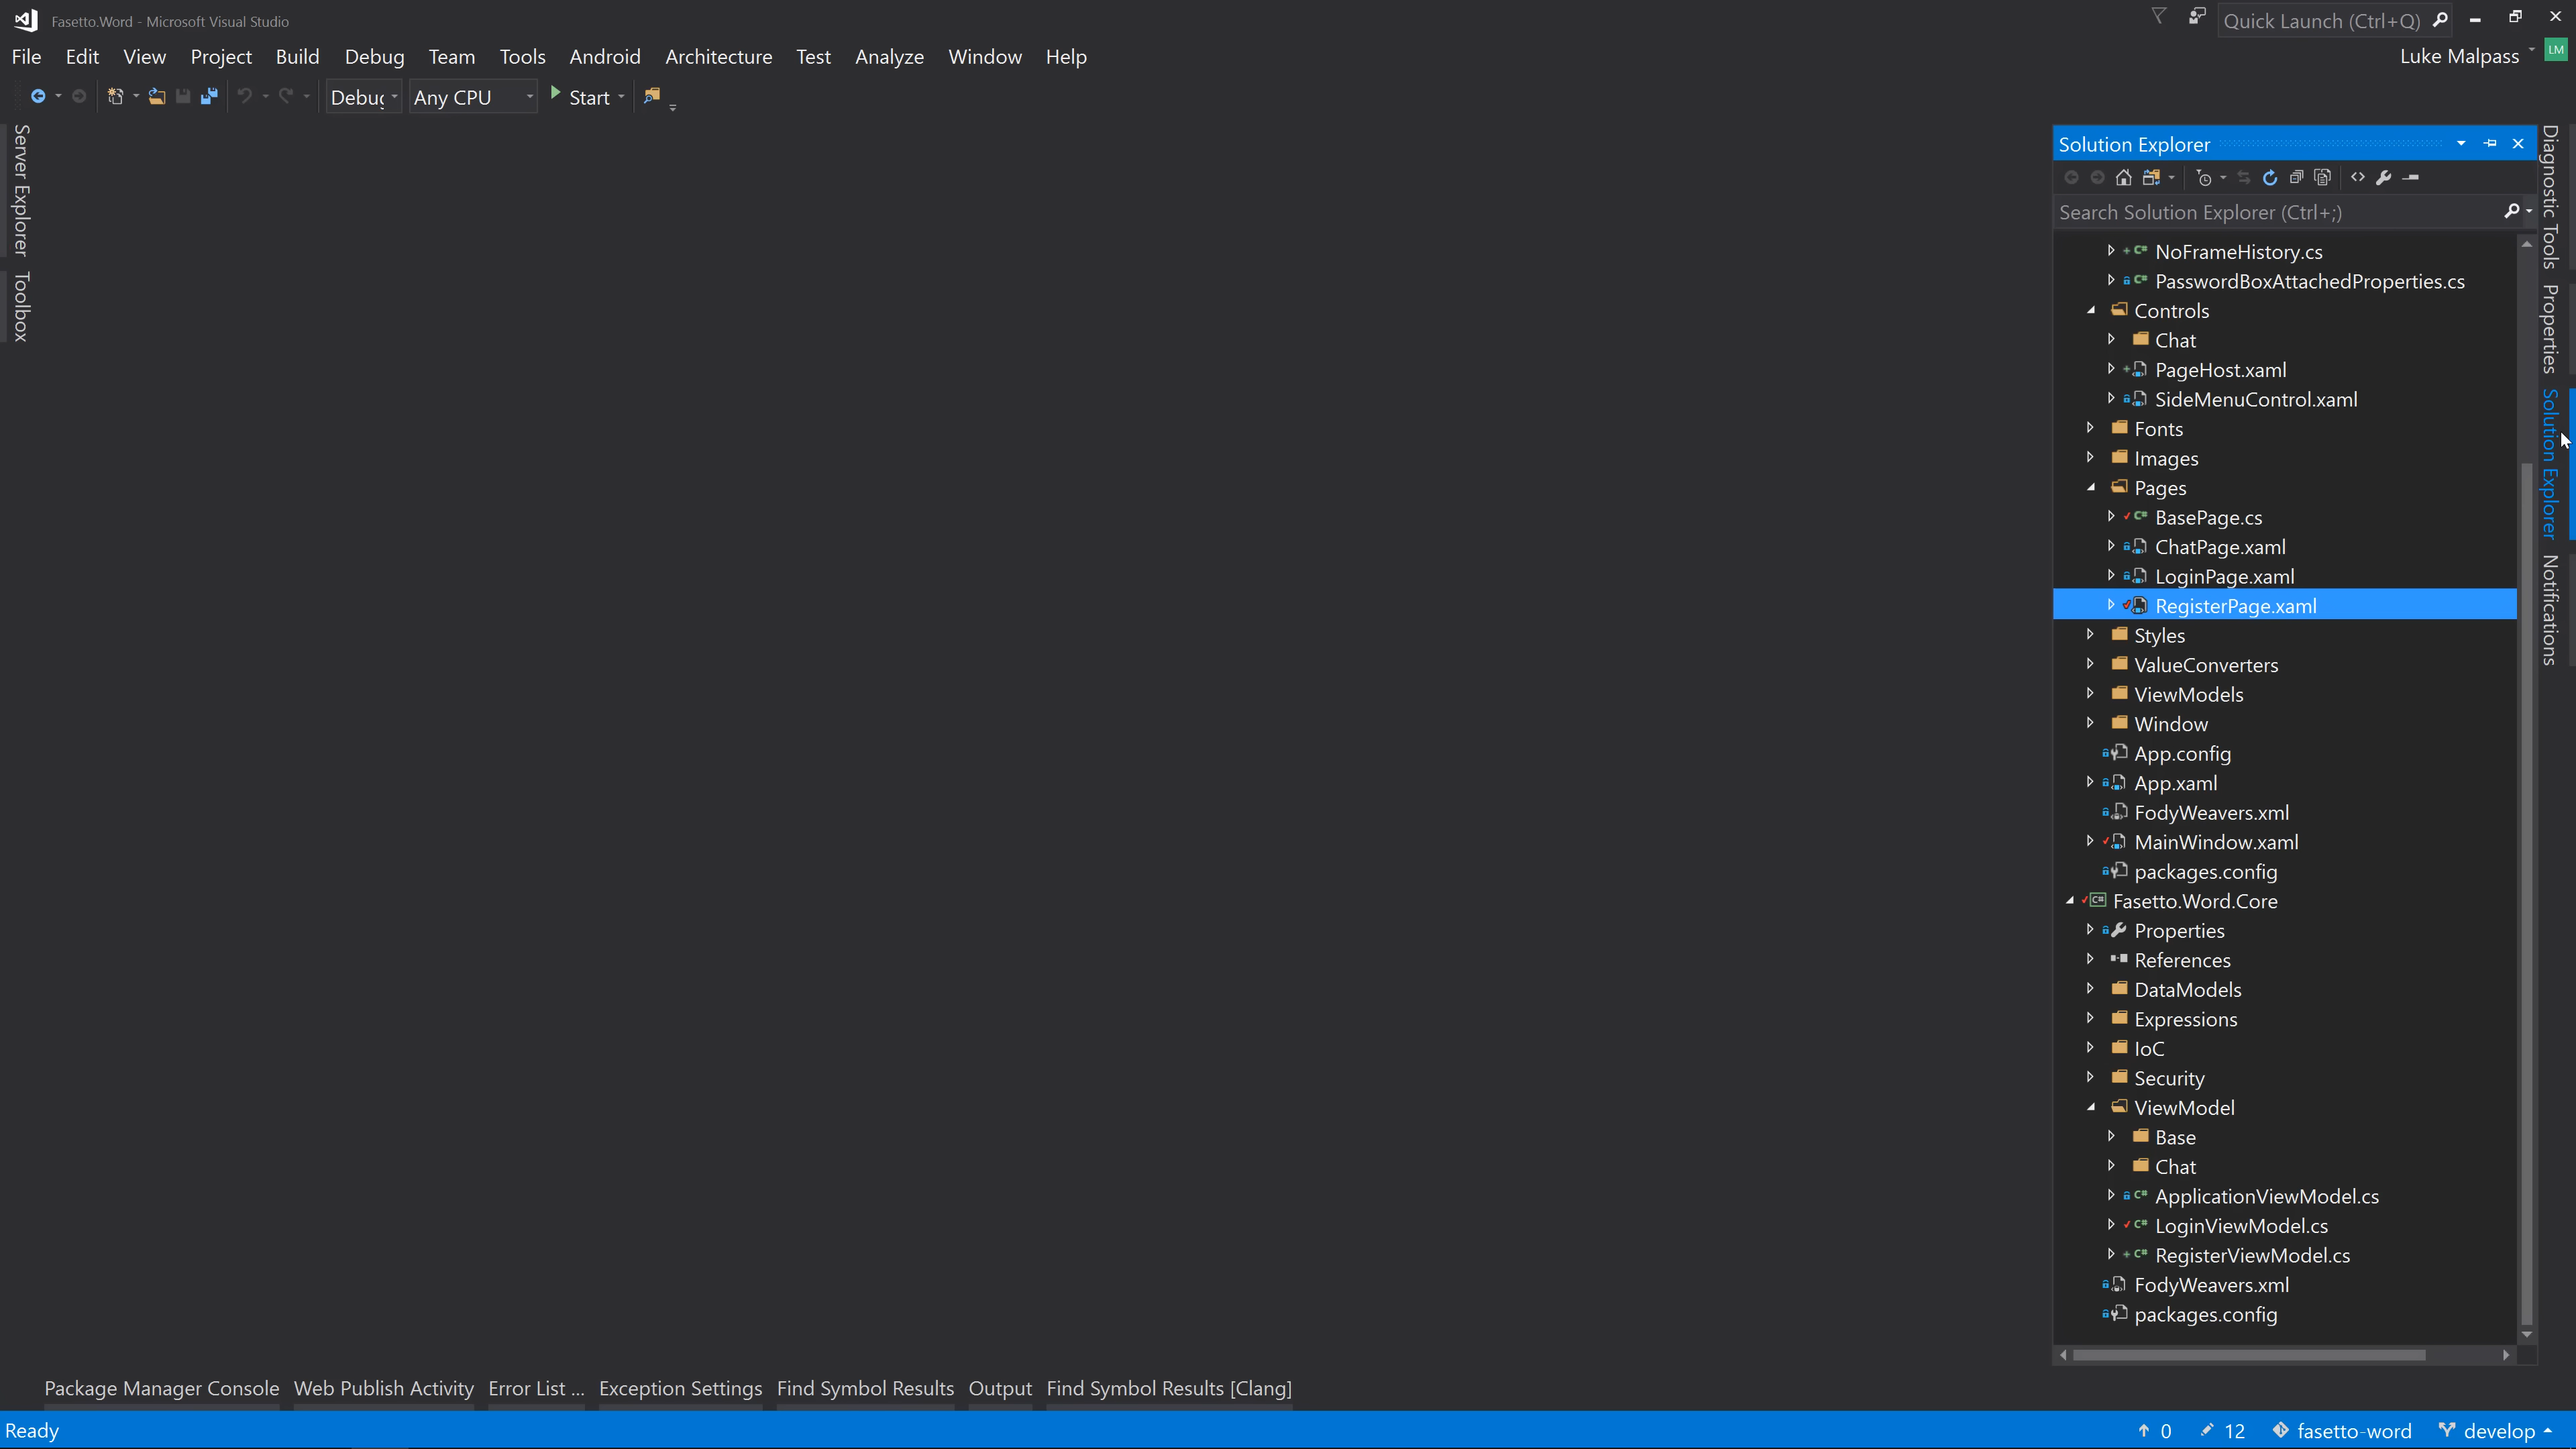 Fasetto.Word - Microsoft Visual Studio
Quick Launch (Ctrl+Q)
File Edit View Project Build Debug Team Tools Android Architecture Test Analyze Window Help
Luke Malpass
LM
Debug Any CPU Start
Server Explorer
Toolbox
Solution Explorer
Search Solution Explorer (Ctrl+;)
NoFrameHistory.cs
PasswordBoxAttachedProperties.cs
Controls
Chat
PageHost.xaml
SideMenuControl.xaml
Fonts
Images
Pages
BasePage.cs
ChatPage.xaml
LoginPage.xaml
RegisterPage.xaml
Styles
ValueConverters
ViewModels
Window
App.config
App.xaml
FodyWeavers.xml
MainWindow.xaml
packages.config
C# Fasetto.Word.Core
Properties
References
DataModels
Expressions
IoC
Security
ViewModel
Base
Chat
ApplicationViewModel.cs
LoginViewModel.cs
RegisterViewModel.cs
FodyWeavers.xml
packages.config
Diagnostic Tools
Properties
Solution Explorer
Notifications
Package Manager Console Web Publish Activity Error List ... Exception Settings Find Symbol Results Output Find Symbol Results [Clang]
Ready
0 12 fasetto-word develop